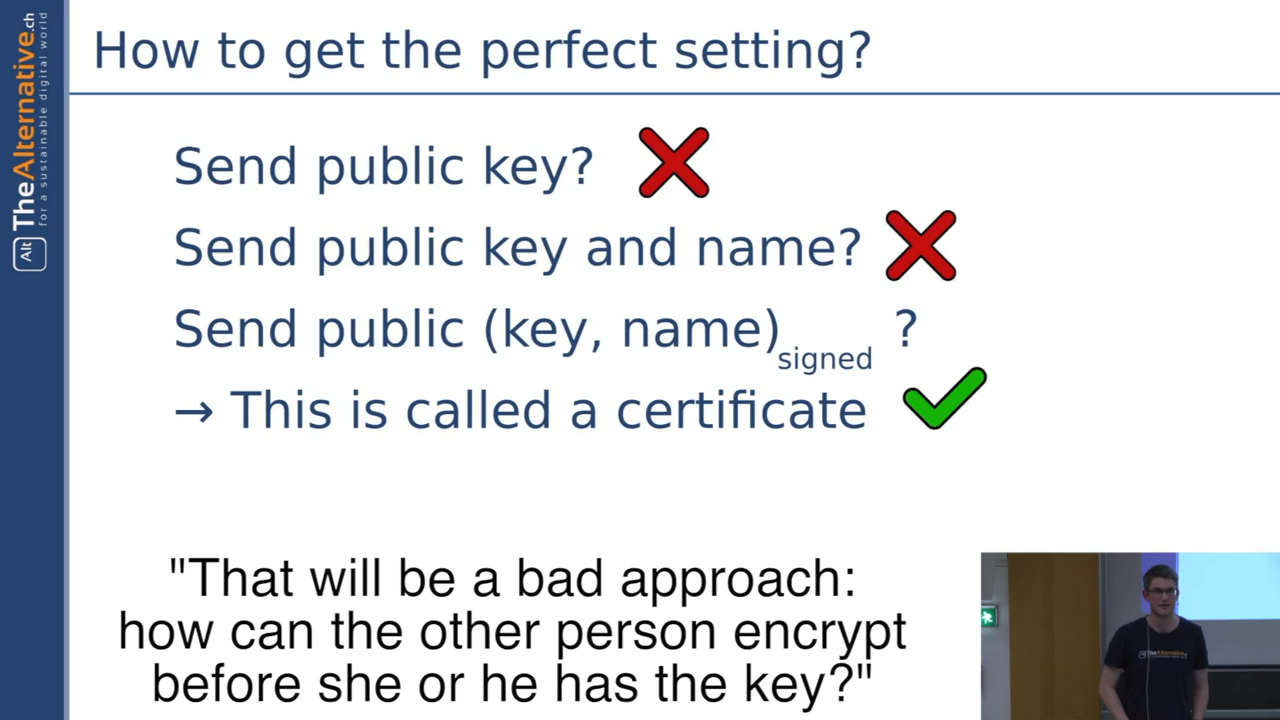 How to get the perfect setting?
Send public key?
Send public key and name?
Send public (key, name)signed ?
→ This is called a certificate
"That will be a bad approach:
how can the other person encrypt
before she or he has the key?"
Alt TheAlternative.ch
for a sustainable digital world
TheAlternative